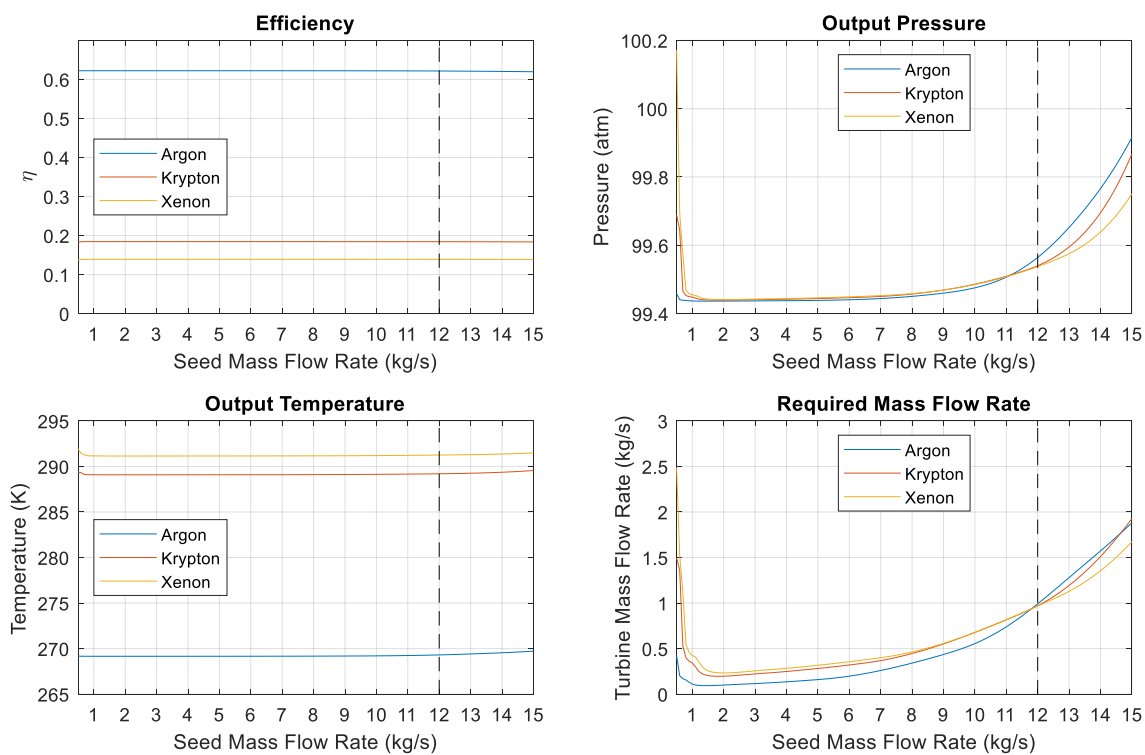 Efficiency
0.6
0.5
0.4
0.3
0.2
0.1
0
η
Argon
Krypton
Xenon
1 2 3 4 5 6 7 8 9 10 11 12 13 14 15
Seed Mass Flow Rate (kg/s)
Output Pressure
100.2
100
99.8
99.6
99.4
Pressure (atm)
Argon
Krypton
Xenon
1 2 3 4 5 6 7 8 9 10 11 12 13 14 15
Seed Mass Flow Rate (kg/s)
Output Temperature
295
290
285
280
275
270
265
Temperature (K)
Argon
Krypton
Xenon
1 2 3 4 5 6 7 8 9 10 11 12 13 14 15
Seed Mass Flow Rate (kg/s)
Required Mass Flow Rate
3
2.5
2
1.5
1
0.5
0
Turbine Mass Flow Rate (kg/s)
Argon
Krypton
Xenon
1 2 3 4 5 6 7 8 9 10 11 12 13 14 15
Seed Mass Flow Rate (kg/s)